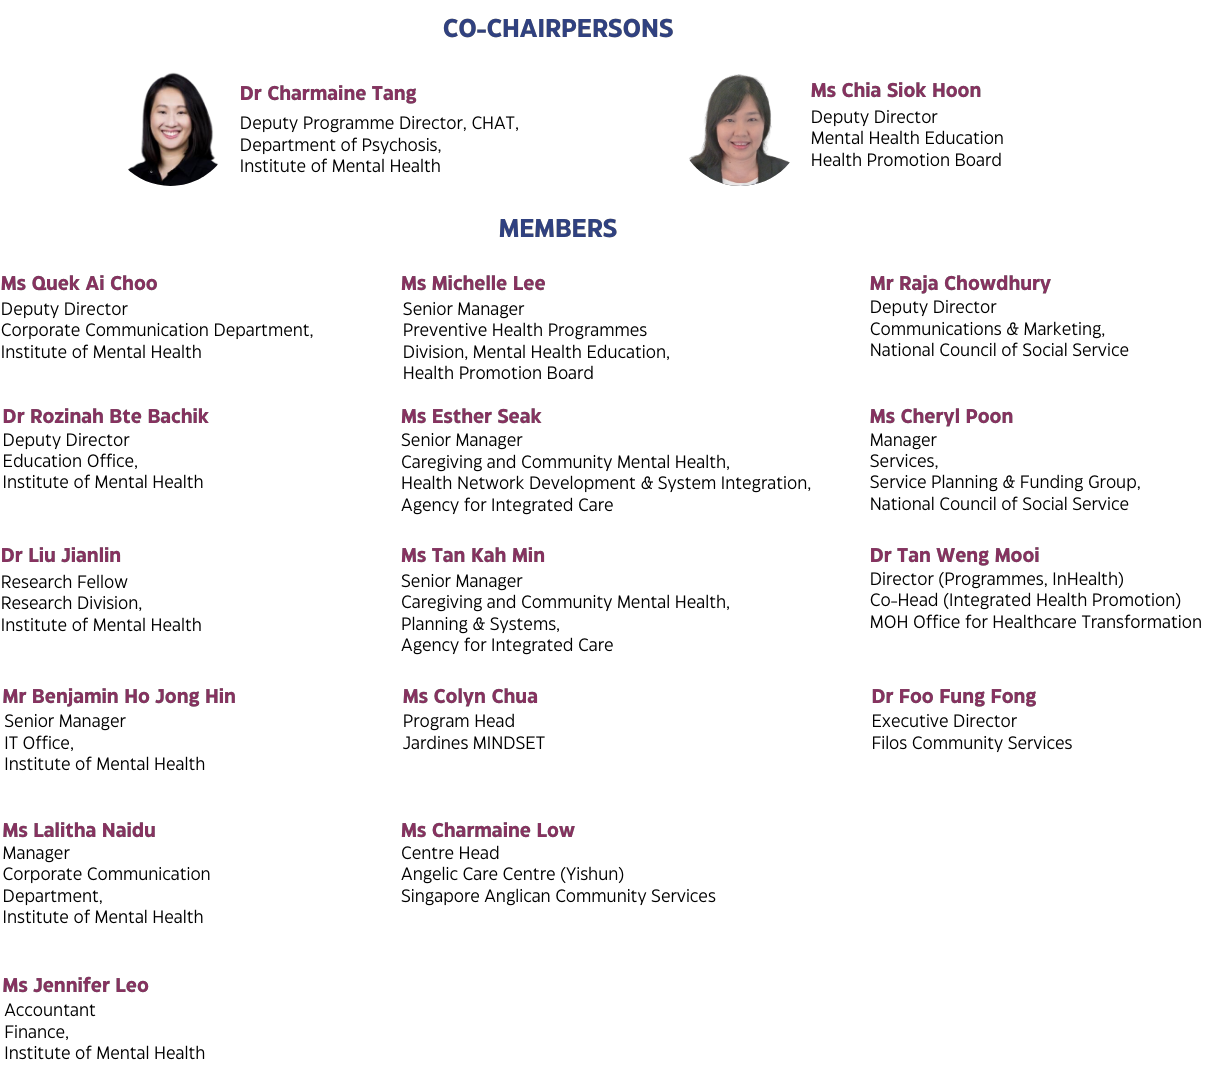 CO-CHAIRPERSONS
Dr Charmaine Tang
Deputy Programme Director, CHAT,
Department of Psychosis,
Institute of Mental Health
Ms Chia Siok Hoon
Deputy Director
Mental Health Education
Health Promotion Board
MEMBERS
Ms Quek Ai Choo
Deputy Director
Corporate Communication Department,
Institute of Mental Health
Ms Michelle Lee
Senior Manager
Preventive Health Programmes
Division, Mental Health Education,
Health Promotion Board
Mr Raja Chowdhury
Deputy Director
Communications & Marketing,
National Council of Social Service
Dr Rozinah Bte Bachik
Deputy Director
Education Office,
Institute of Mental Health
Ms Esther Seak
Senior Manager
Caregiving and Community Mental Health,
Health Network Development & System Integration,
Agency for Integrated Care
Ms Cheryl Poon
Manager
Services,
Service Planning & Funding Group,
National Council of Social Service
Dr Liu Jianlin
Research Fellow
Research Division,
Institute of Mental Health
Ms Tan Kah Min
Senior Manager
Caregiving and Community Mental Health,
Planning & Systems,
Agency for Integrated Care
Dr Tan Weng Mooi
Director (Programmes, InHealth)
Co-Head (Integrated Health Promotion)
MOH Office for Healthcare Transformation
Mr Benjamin Ho Jong Hin
Senior Manager
IT Office,
Institute of Mental Health
Ms Colyn Chua
Program Head
Jardines MINDSET
Dr Foo Fung Fong
Executive Director
Filos Community Services
Ms Lalitha Naidu
Manager
Corporate Communication
Department,
Institute of Mental Health
Ms Charmaine Low
Centre Head
Angelic Care Centre (Yishun)
Singapore Anglican Community Services
Ms Jennifer Leo
Accountant
Finance,
Institute of Mental Health